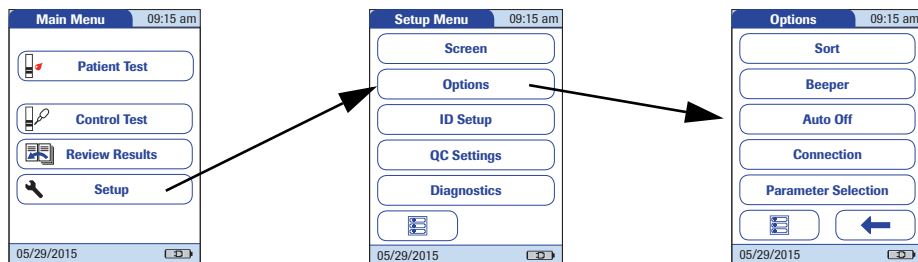 Main Menu 09:15 am
Patient Test
Control Test
Review Results
Setup
05/29/2015
Setup Menu 09:15 am
Screen
Options
ID Setup
QC Settings
Diagnostics
05/29/2015
Options 09:15 am
Sort
Beeper
Auto Off
Connection
Parameter Selection
05/29/2015